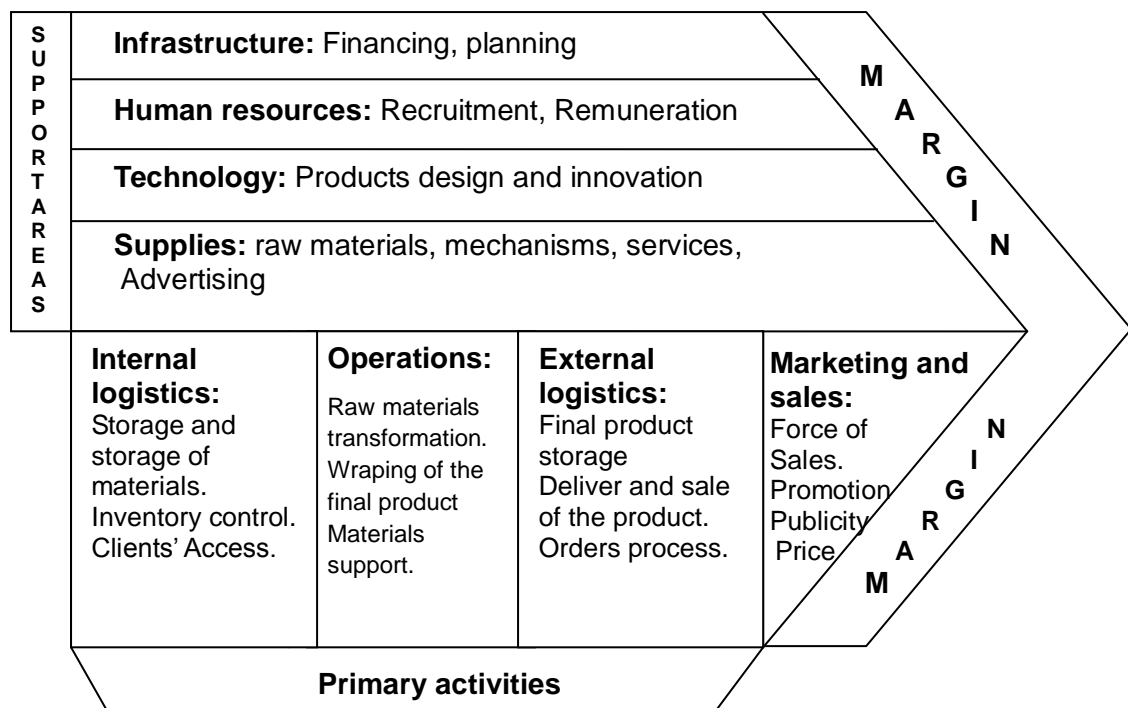 SUPPORTAREAS
Infrastructure: Financing, planning
Human resources: Recruitment, Remuneration
Technology: Products design and innovation
Supplies: raw materials, mechanisms, services,
Advertising
MARGIN
Internal
logistics:
Storage and
storage of
materials.
Inventory control.
Clients' Access.
Operations:
Raw materials
transformation.
Wraping of the
final product
Materials
support.
External
logistics:
Final product
storage
Deliver and sale
of the product.
Orders process.
Marketing and
sales:
Force of
Sales.
Promotion
Publicity
Price
MARGIN
Primary activities